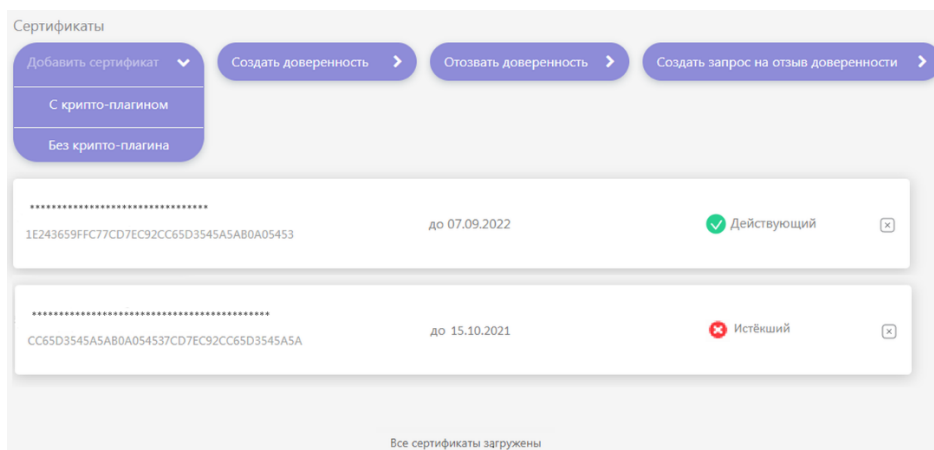 Сертификаты
Добавить сертификат
Создать доверенность
Отозвать доверенность
Создать запрос на отзыв доверенности
С крипто-плагином
Без крипто-плагина
*********************************
1E243659FFC77CD7EC92CC65D3545A5AB0A05453
до 07.09.2022
Действующий
********************************************
CC65D3545A5AB0A054537CD7EC92CC65D3545A5A
до 15.10.2021
Истёкший
Все сертификаты загружены